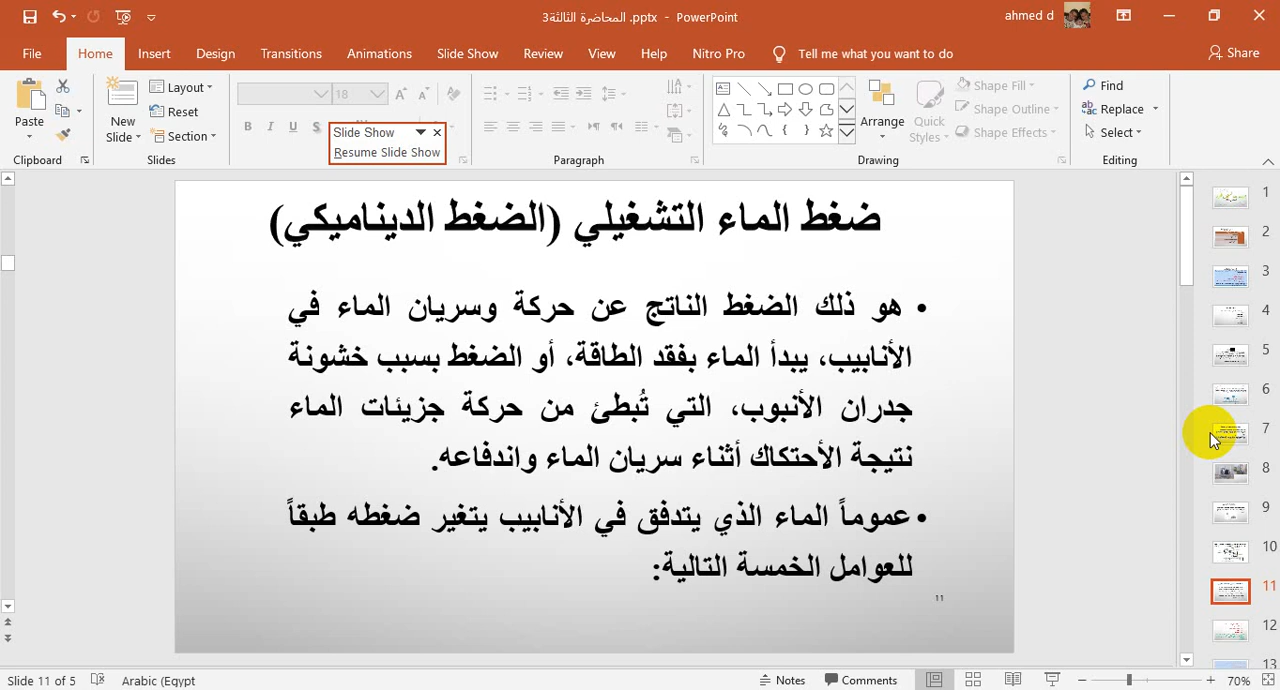 المحاضرة الثالثة3 .pptx - PowerPoint
ahmed d
File Home Insert Design Transitions Animations Slide Show Review View Help Nitro Pro Tell me what you want to do Share
Paste
Clipboard
New Slide
Layout
Reset
Section
Slides
18
B I U S
Slide Show
Resume Slide Show
Paragraph
Arrange
Quick Styles
Shape Fill
Shape Outline
Shape Effects
Drawing
Find
Replace
Select
Editing
ضغط الماء التشغيلي (الضغط الديناميكي)
• هو ذلك الضغط الناتج عن حركة وسريان الماء في
الأنابيب، يبدأ الماء بفقد الطاقة، أو الضغط بسبب خشونة
جدران الأنبوب، التي تُبطئ من حركة جزيئات الماء
نتيجة الأحتكاك أثناء سريان الماء واندفاعه.
• عموماً الماء الذي يتدفق في الأنابيب يتغير ضغطه طبقاً
للعوامل الخمسة التالية:
11
1
2
3
4
5
6
7
8
9
10
11
12
13
Slide 11 of 5 Arabic (Egypt Notes Comments 70%